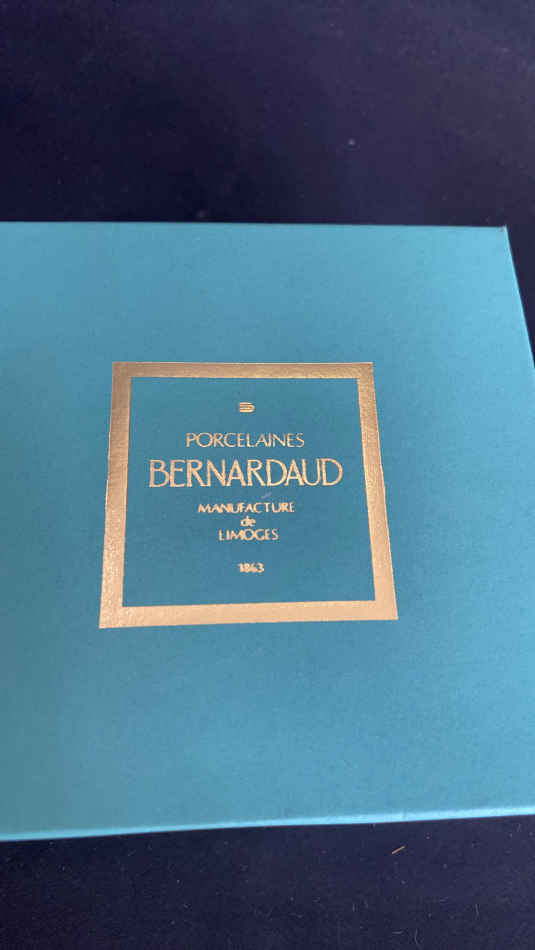 PORCELAINES
BERNARDAUD
MANUFACTURE
de
LIMOGES
1863